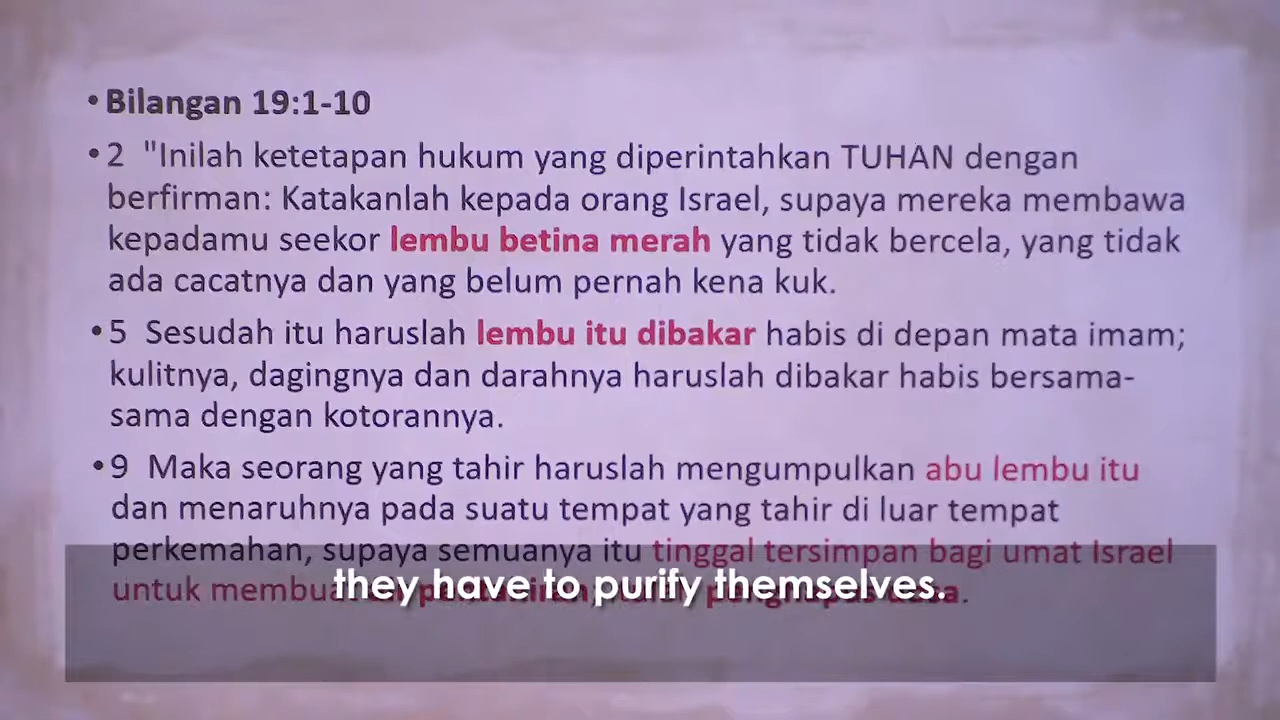 • Bilangan 19:1-10
• 2 "Inilah ketetapan hukum yang diperintahkan TUHAN dengan
berfirman: Katakanlah kepada orang Israel, supaya mereka membawa
kepadamu seekor lembu betina merah yang tidak bercela, yang tidak
ada cacatnya dan yang belum pernah kena kuk.
• 5 Sesudah itu haruslah lembu itu dibakar habis di depan mata imam;
kulitnya, dagingnya dan darahnya haruslah dibakar habis bersama-
sama dengan kotorannya.
• 9 Maka seorang yang tahir haruslah mengumpulkan abu lembu itu
dan menaruhnya pada suatu tempat yang tahir di luar tempat
perkemahan, supaya semuanya itu tinggal tersimpan bagi umat Israel
untuk
they have to purify themselves.